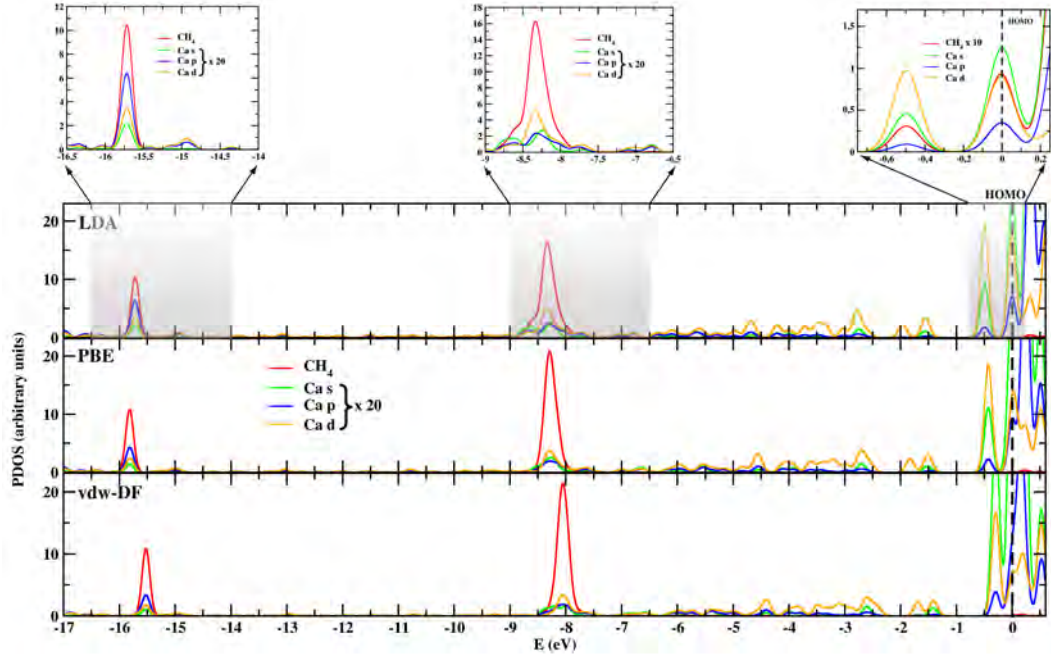 12
10
8
6
4
2
0
-16,5
-16
-15,5
-15
-14,5
-14
CH4
Ca s
Ca p
Ca d
x 20
18
16
14
12
10
8
6
4
2
0
-9
-8,5
-8
-7,5
-7
-6,5
CH4
Ca s
Ca p
Ca d
x 20
1,5
1
0,5
0
-0,6
-0,4
-0,2
0
0,2
HOMO
CH4 x 10
Ca s
Ca p
Ca d
HOMO
LDA
20
10
0
PBE
20
10
0
CH4
Ca s
Ca p
Ca d
x 20
vdw-DF
20
10
0
PDOS (arbitrary units)
-17 -16 -15 -14 -13 -12 -11 -10 -9 -8 -7 -6 -5 -4 -3 -2 -1 0
E (eV)